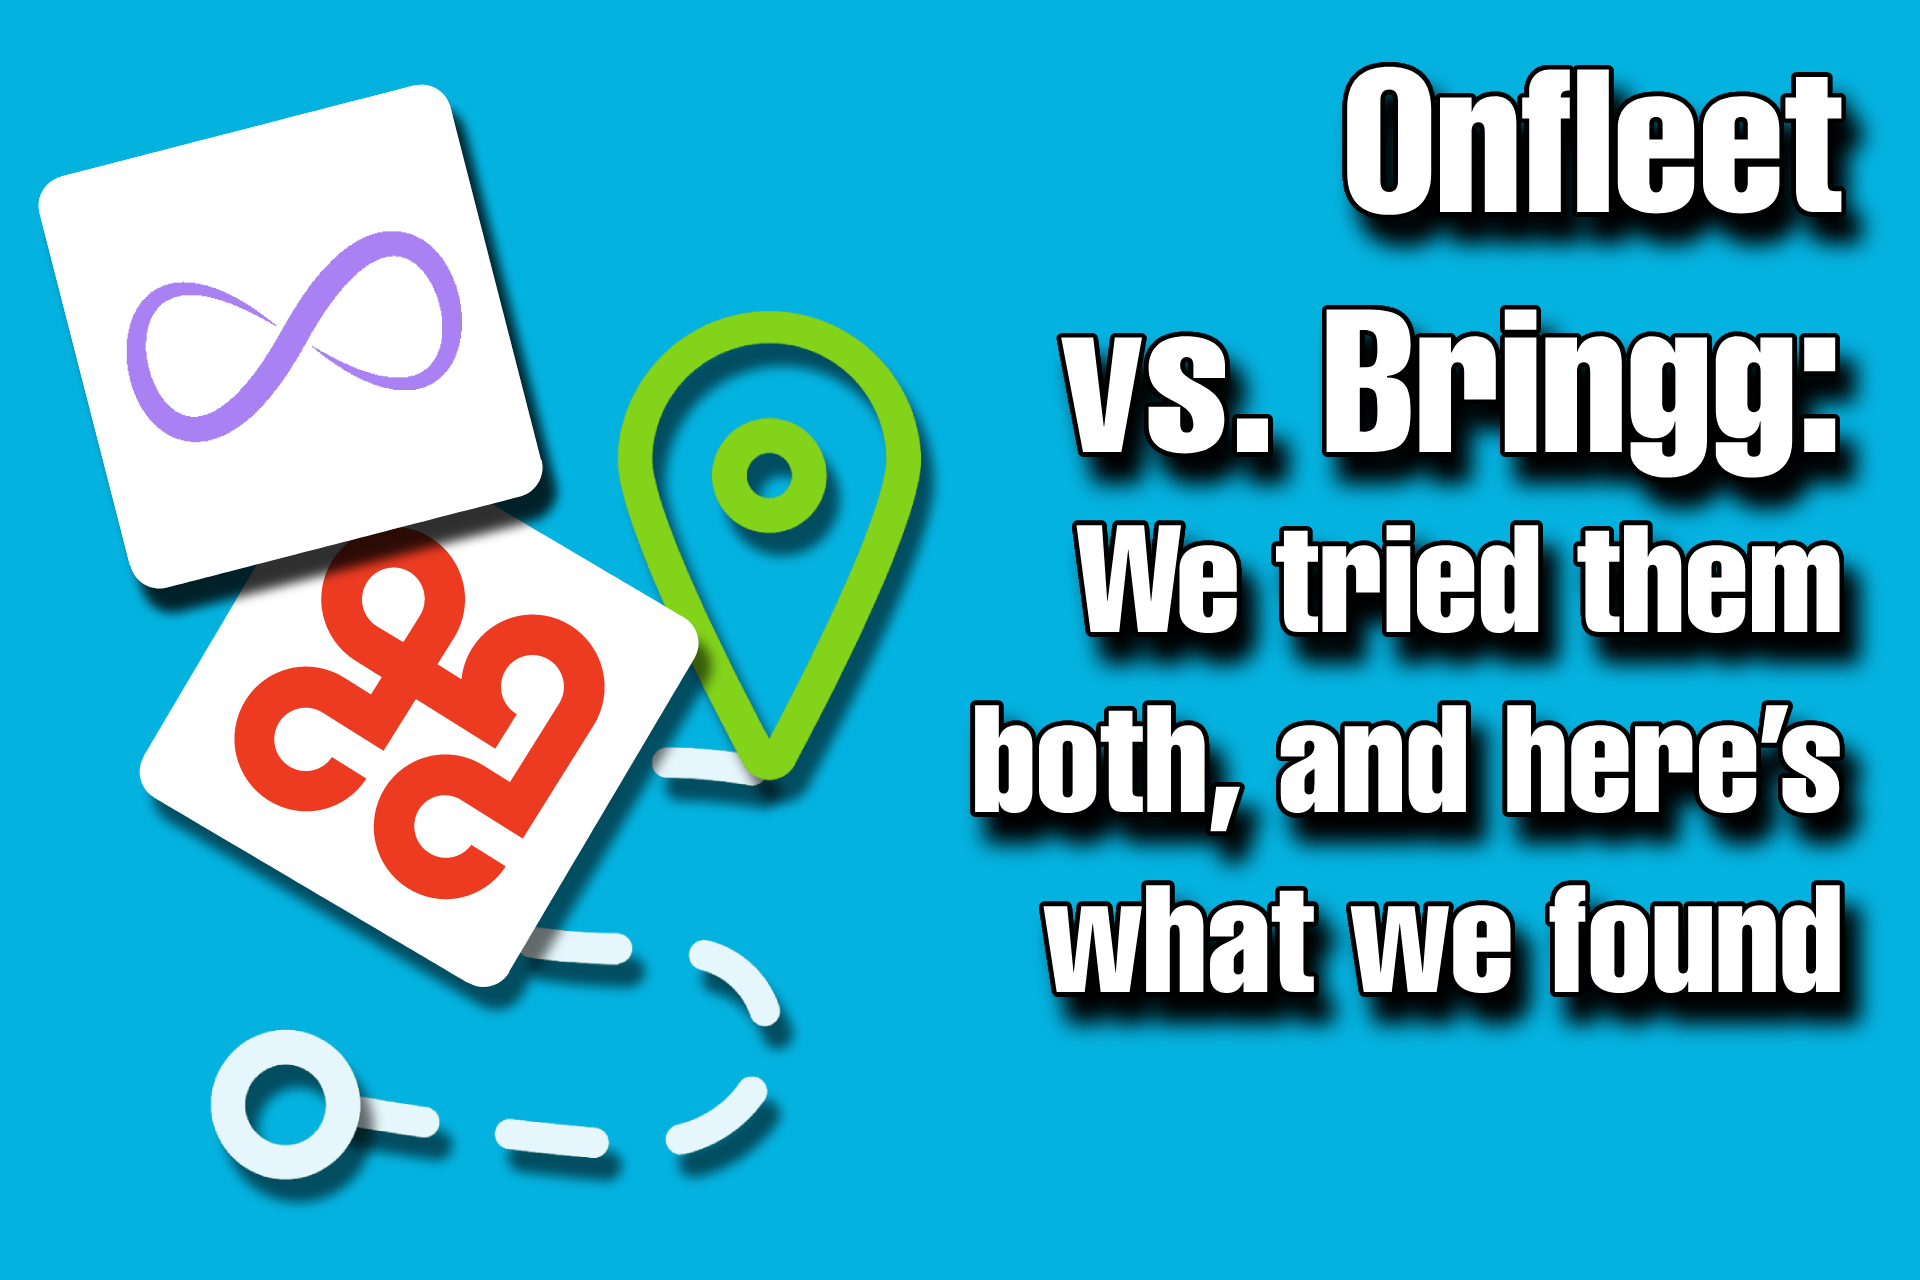 Onfleet
vs. Bringg:
We tried them
both, and here’s
what we found